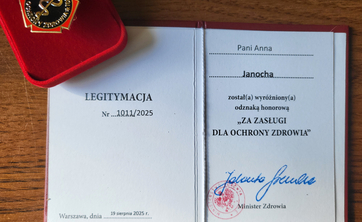 LEGITYMACJA
Nr ...1011/2025
Warszawa, dnia 19 sierpnia 2025 r.
Pani Anna
Janocha
został(a) wyróżniony(a)
odznaką honorową
„ZA ZASŁUGI
DLA OCHRONY ZDROWIA”
Minister Zdrowia